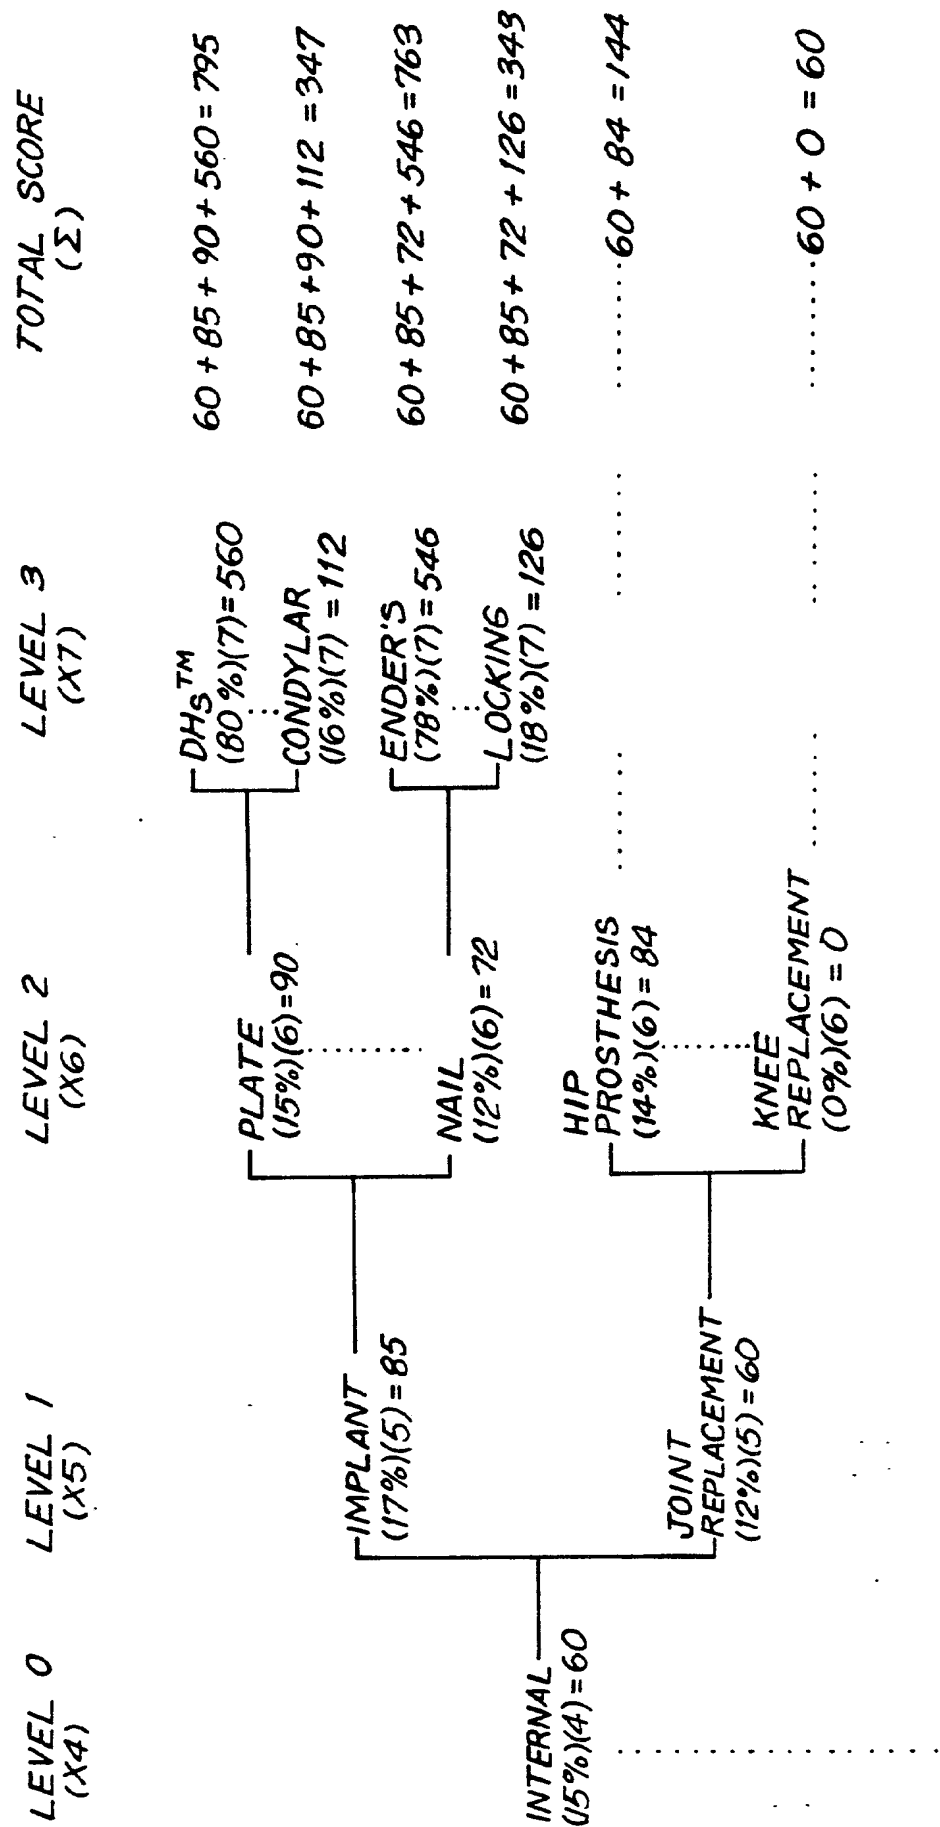 LEVEL 0
(X4)
LEVEL 1
(X5)
LEVEL 2
(X6)
LEVEL 3
(X7)
TOTAL SCORE
(Σ)
INTERNAL
(15%)(4)=60
IMPLANT
(17%)(5)=85
JOINT
REPLACEMENT
(12%)(5)=60
PLATE
(15%)(6)=90
NAIL
(12%)(6)=72
HIP
PROSTHESIS
(14%)(6)=84
KNEE
REPLACEMENT
(0%)(6)=0
DHS™
(80%)(7)=560
CONDYLAR
(16%)(7)=112
ENDER'S
(78%)(7)=546
LOCKING
(18%)(7)=126
60+85+90+560=795
60+85+90+112=347
60+85+72+546=763
60+85+72+126=343
60+84=144
60+0=60